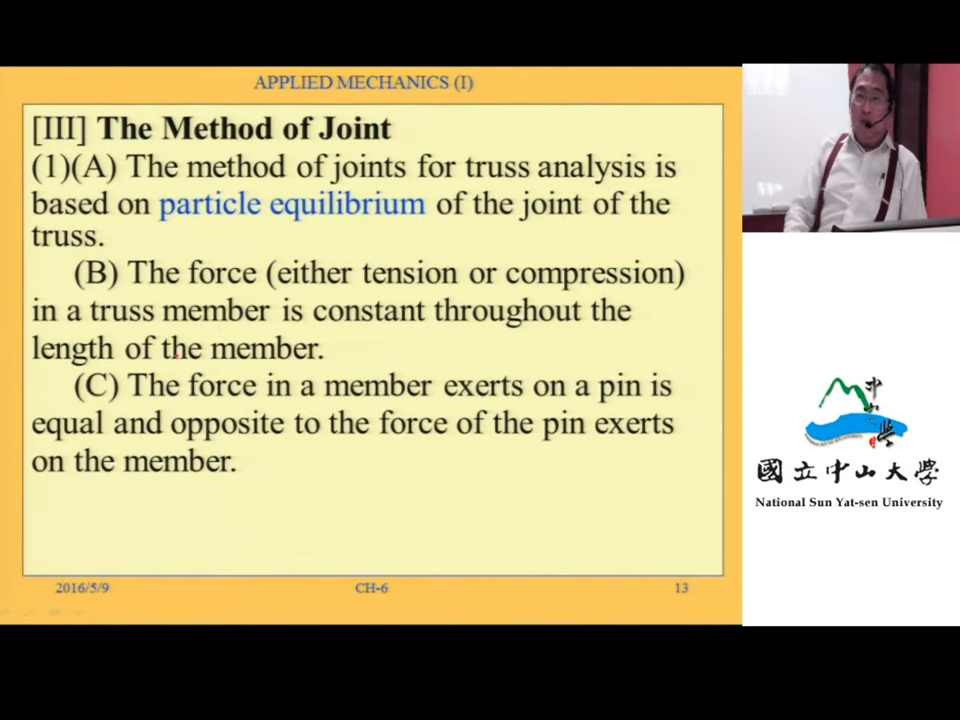 APPLIED MECHANICS (I)
[III] The Method of Joint
(1)(A) The method of joints for truss analysis is
based on particle equilibrium of the joint of the
truss.
(B) The force (either tension or compression)
in a truss member is constant throughout the
length of the member.
(C) The force in a member exerts on a pin is
equal and opposite to the force of the pin exerts
on the member.
2016/5/9
CH-6
13
中山大學
國立中山大學
National Sun Yat-sen University